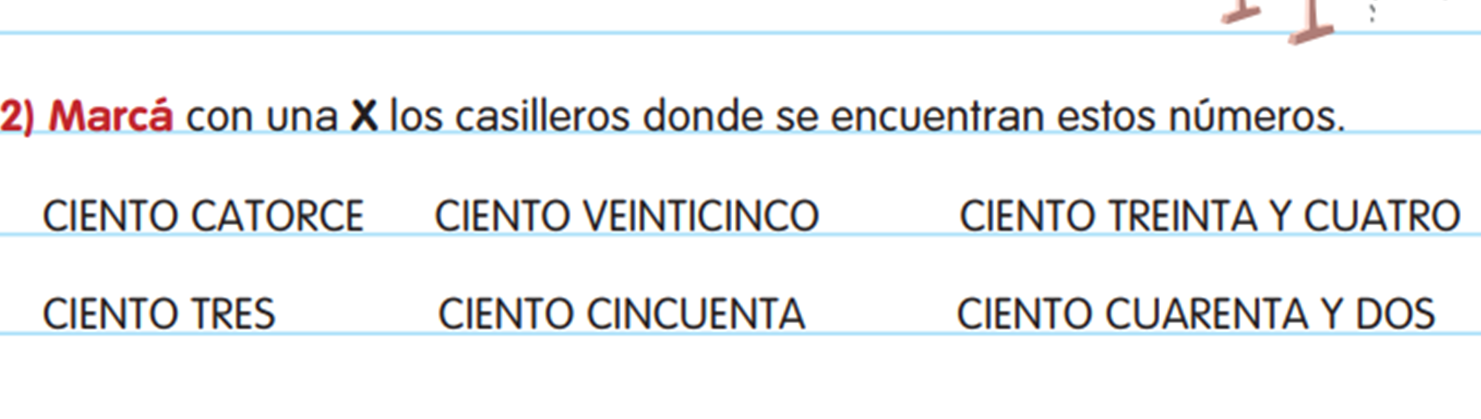 2) Marcá con una X los casilleros donde se encuentran estos números.
CIENTO CATORCE CIENTO VEINTICINCO CIENTO TREINTA Y CUATRO
CIENTO TRES CIENTO CINCUENTA CIENTO CUARENTA Y DOS